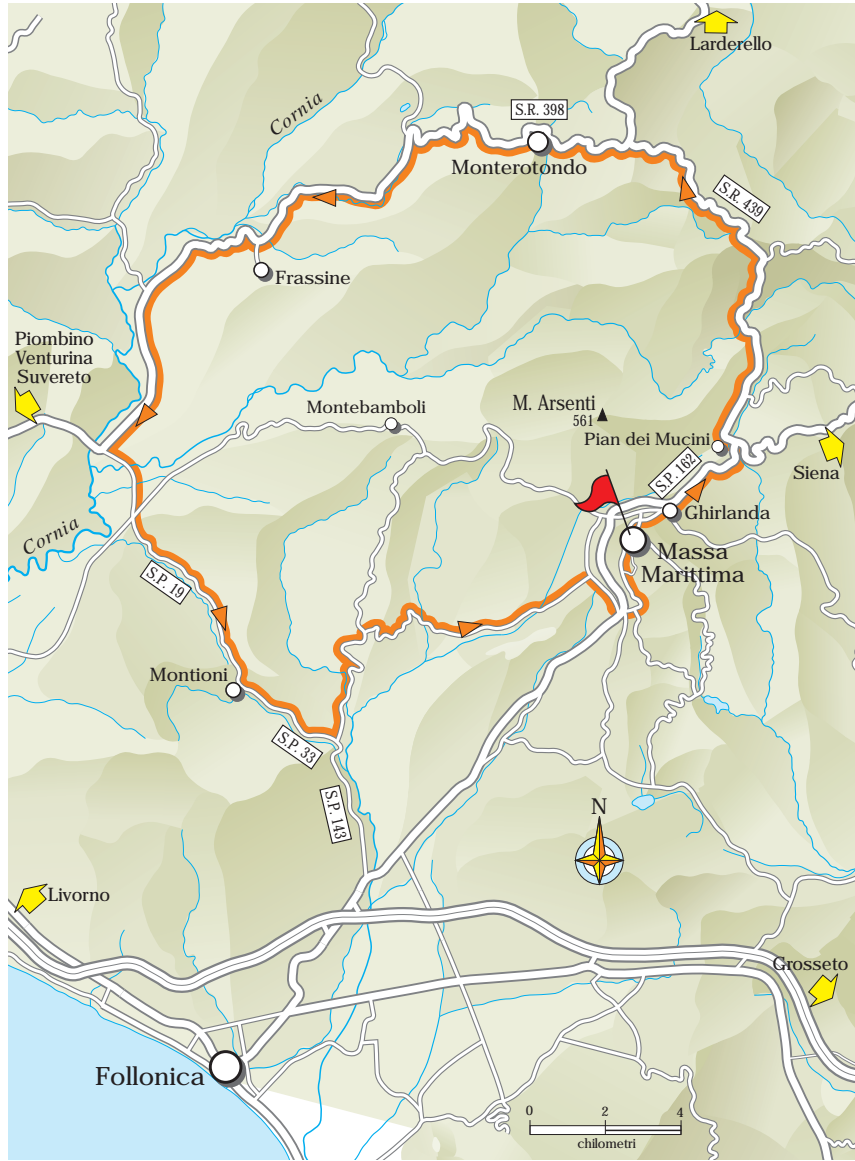 Larderello
Cornia
S.R. 398
Monterotondo
S.R. 439
Frassine
Piombino
Venturina
Suvereto
Montebamboli
M. Arsenti
561
Pian dei Mucini
Siena
S.P. 162
Ghirlanda
Cornia
Massa
Marittima
S.P. 19
Montioni
S.P. 33
S.P. 143
N
Livorno
Grosseto
Follonica
0 2 4
chilometri